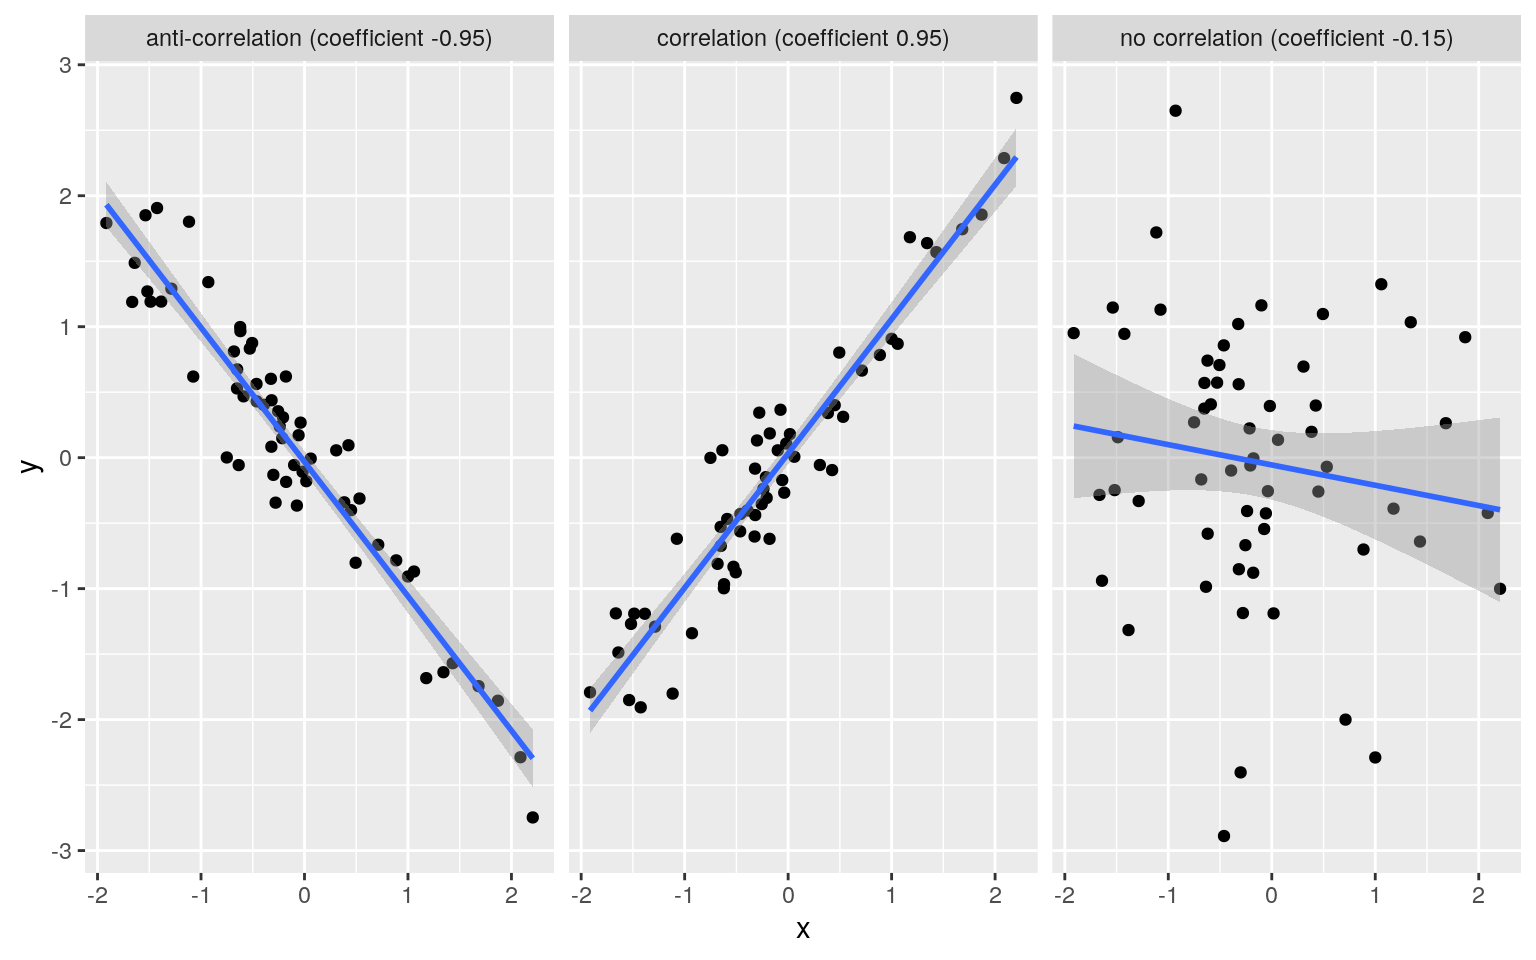 anti-correlation (coefficient -0.95) correlation (coefficient 0.95) no correlation (coefficient -0.15)
3
2
1
0
-1
-2
-3
y
-2 -1 0 1 2 -2 -1 0 1 2 -2 -1 0 1 2
x